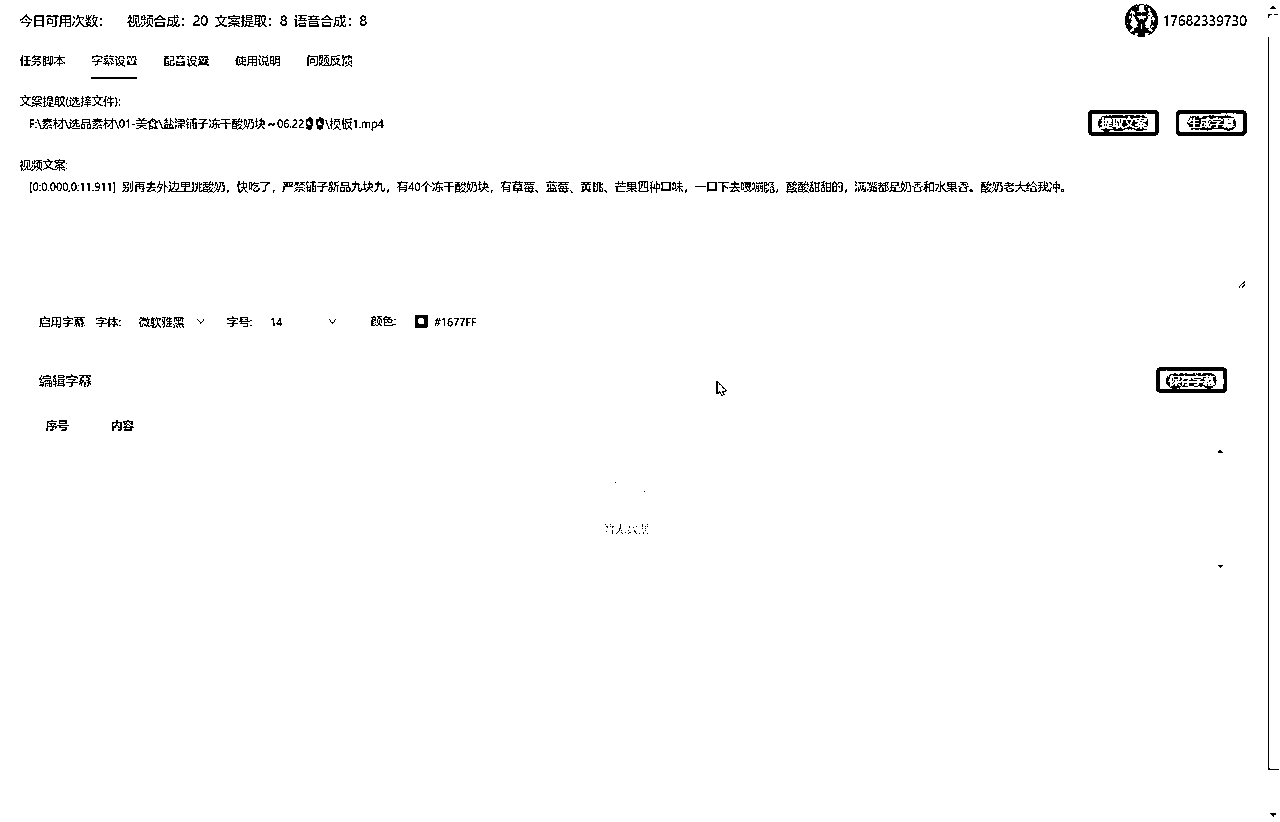 今日可用次数: 视频合成: 20 文案提取: 8 语音合成: 8
17682339730
任务脚本 字幕设置 配音设置 使用说明 问题反馈
文案提取(选择文件):
F:\素材\选品素材\01-美食\盐津铺子冻干酸奶块~06.22\模板1.mp4
提取文案 生成字幕
视频文案:
[0:0.000,0:11.911] 别再去外边里挑酸奶，快吃了，严禁铺子新品九块九，有40个冻干酸奶块，有草莓、蓝莓、黄桃、芒果四种口味，一口下去嘎嘣脆，酸酸甜甜的，满嘴都是奶香和水果香。酸奶老大给我冲。
启用字幕 字体: 微软雅黑 字号: 14 颜色: #1677FF
编辑字幕
保存字幕
序号 内容
暂无数据